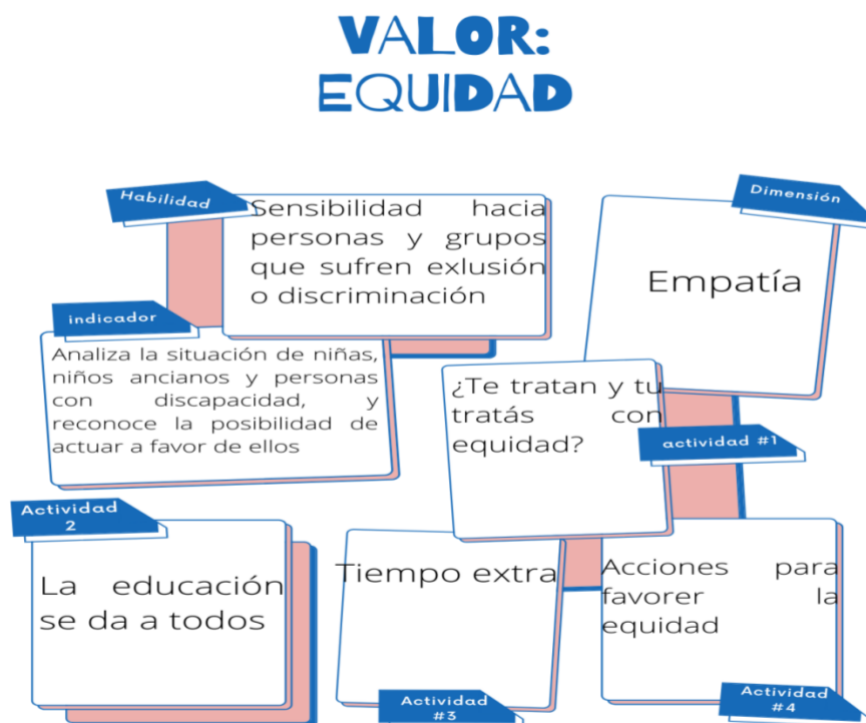 VALOR:
EQUIDAD
Habilidad
Sensibilidad hacia
personas y grupos
que sufren exlusión
o discriminación
Dimensión
Empatía
indicador
Analiza la situación de niñas,
niños ancianos y personas
con discapacidad, y
reconoce la posibilidad de
actuar a favor de ellos
¿Te tratan y tu
tratás con
equidad?
actividad #1
Actividad
2
La educación
se da a todos
Tiempo extra
Actividad
#3
Acciones para
favorer la
equidad
Actividad
#4